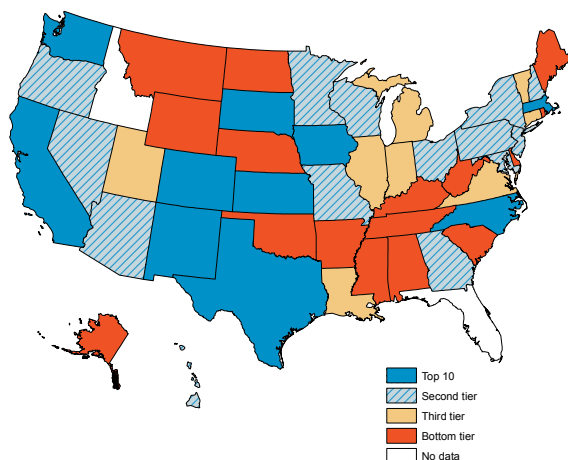 Top 10
Second tier
Third tier
Bottom tier
No data